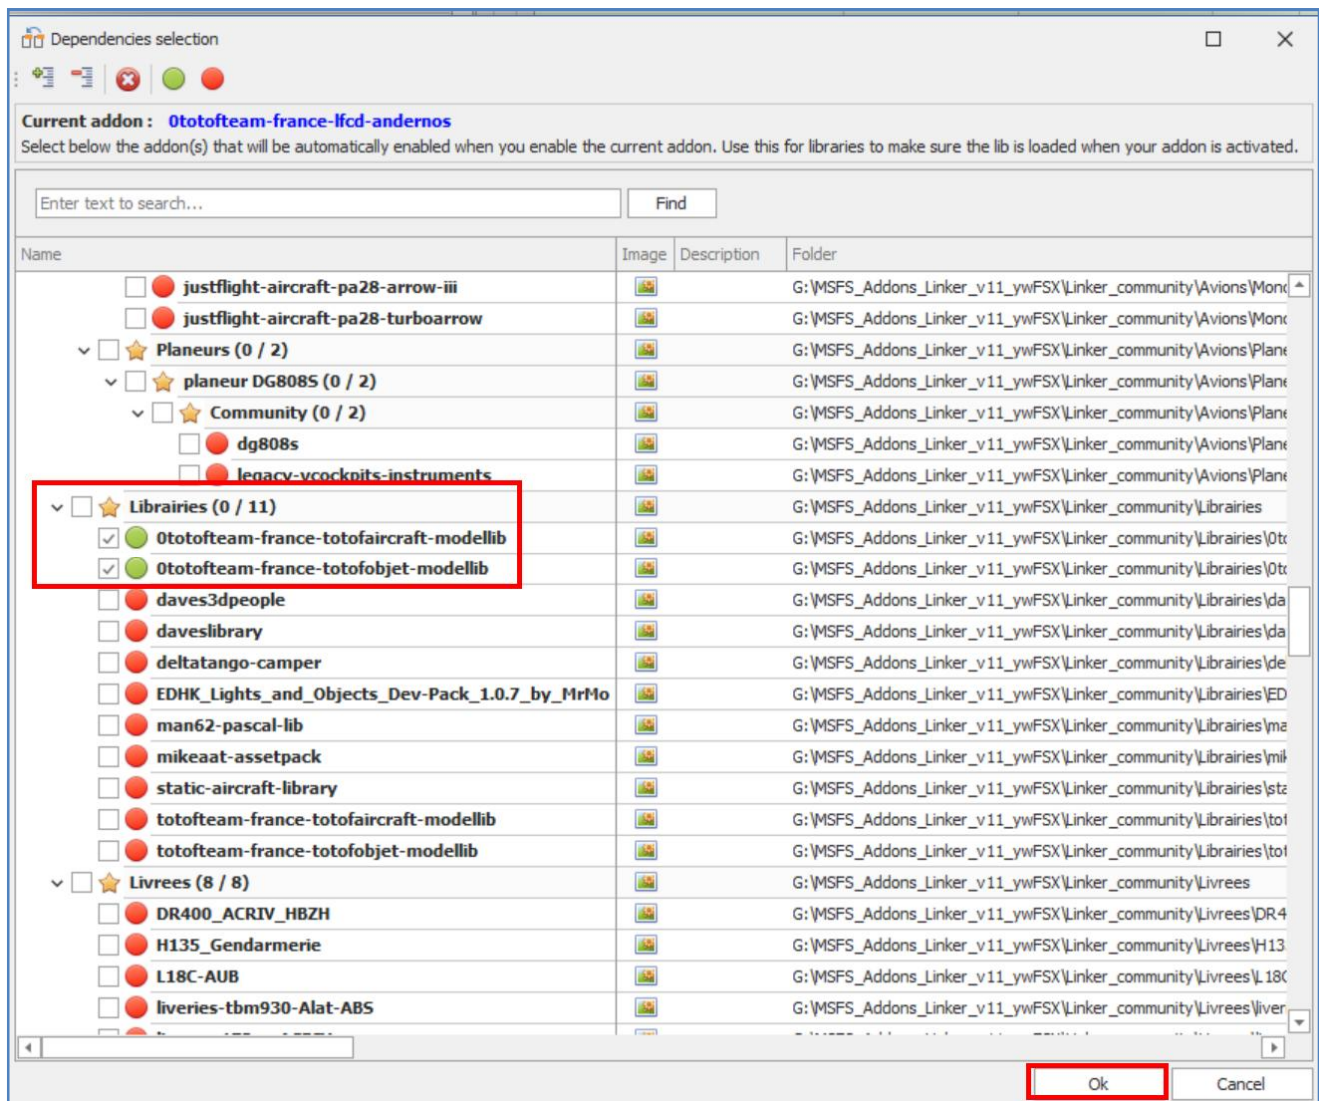 Dependencies selection
Current addon : 0totofteam-france-lfcd-andernos
Select below the addon(s) that will be automatically enabled when you enable the current addon. Use this for libraries to make sure the lib is loaded when your addon is activated.
Enter text to search... Find
Name Image Description Folder
justflight-aircraft-pa28-arrow-iii G:\MSFS_Addons_Linker_v11_ywFSX\Linker_community\Avions\Mono
justflight-aircraft-pa28-turboarrow G:\MSFS_Addons_Linker_v11_ywFSX\Linker_community\Avions\Mono
Planeurs (0 / 2) G:\MSFS_Addons_Linker_v11_ywFSX\Linker_community\Avions\Plane
planeur DG808S (0 / 2) G:\MSFS_Addons_Linker_v11_ywFSX\Linker_community\Avions\Plane
Community (0 / 2) G:\MSFS_Addons_Linker_v11_ywFSX\Linker_community\Avions\Plane
dg808s G:\MSFS_Addons_Linker_v11_ywFSX\Linker_community\Avions\Plane
legacy-vcockpits-instruments G:\MSFS_Addons_Linker_v11_ywFSX\Linker_community\Avions\Plane
Librairies (0 / 11) G:\MSFS_Addons_Linker_v11_ywFSX\Linker_community\Librairies
0totofteam-france-totofaircraft-modellib G:\MSFS_Addons_Linker_v11_ywFSX\Linker_community\Librairies\0to
0totofteam-france-totofobjet-modellib G:\MSFS_Addons_Linker_v11_ywFSX\Linker_community\Librairies\0to
daves3dpeople G:\MSFS_Addons_Linker_v11_ywFSX\Linker_community\Librairies\da
daveslibrary G:\MSFS_Addons_Linker_v11_ywFSX\Linker_community\Librairies\da
deltatango-camper G:\MSFS_Addons_Linker_v11_ywFSX\Linker_community\Librairies\de
EDHK_Lights_and_Objects_Dev-Pack_1.0.7_by_MrMo G:\MSFS_Addons_Linker_v11_ywFSX\Linker_community\Librairies\ED
man62-pascal-lib G:\MSFS_Addons_Linker_v11_ywFSX\Linker_community\Librairies\ma
mikeaat-assetpack G:\MSFS_Addons_Linker_v11_ywFSX\Linker_community\Librairies\mik
static-aircraft-library G:\MSFS_Addons_Linker_v11_ywFSX\Linker_community\Librairies\sta
totofteam-france-totofaircraft-modellib G:\MSFS_Addons_Linker_v11_ywFSX\Linker_community\Librairies\tot
totofteam-france-totofobjet-modellib G:\MSFS_Addons_Linker_v11_ywFSX\Linker_community\Librairies\tot
Livrees (8 / 8) G:\MSFS_Addons_Linker_v11_ywFSX\Linker_community\Livrees
DR400_ACRIV_HBZH G:\MSFS_Addons_Linker_v11_ywFSX\Linker_community\Livrees\DR4
H135_Gendarmerie G:\MSFS_Addons_Linker_v11_ywFSX\Linker_community\Livrees\H13
L18C-AUB G:\MSFS_Addons_Linker_v11_ywFSX\Linker_community\Livrees\L18C
liveries-tbm930-Alat-ABS G:\MSFS_Addons_Linker_v11_ywFSX\Linker_community\Livrees\liver
Ok Cancel